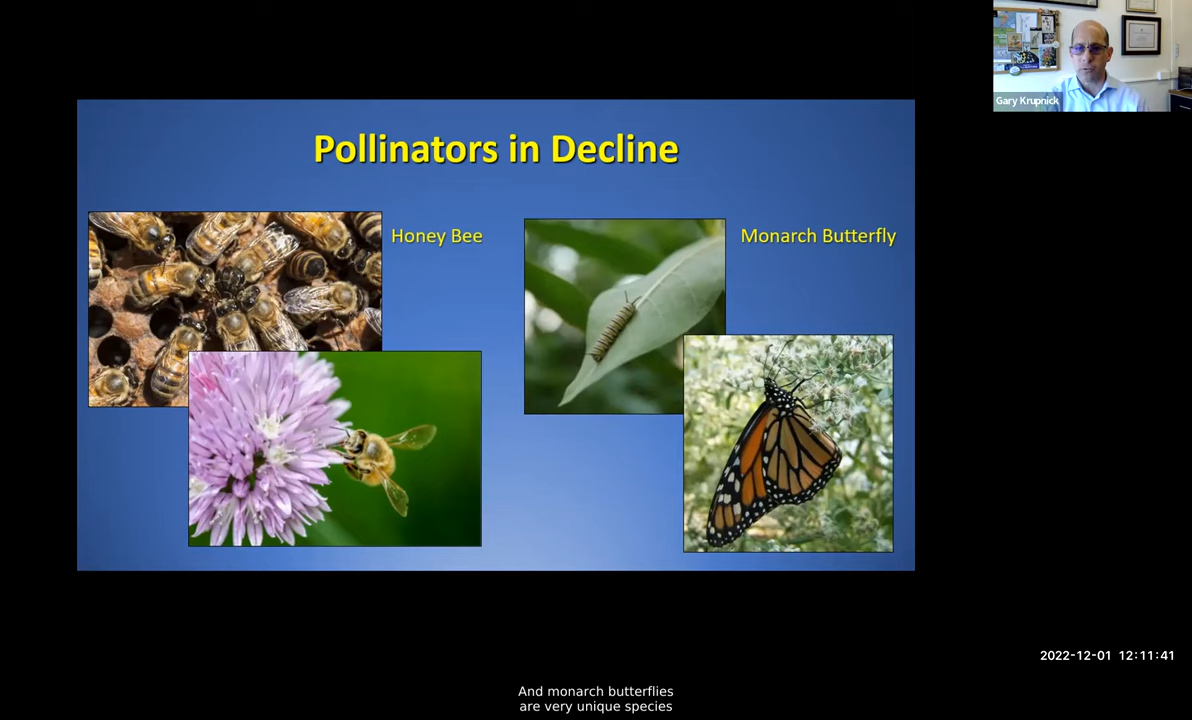 Gary Krupnick
Pollinators in Decline
Honey Bee
Monarch Butterfly
2022-12-01 12:11:41
And monarch butterflies
are very unique species